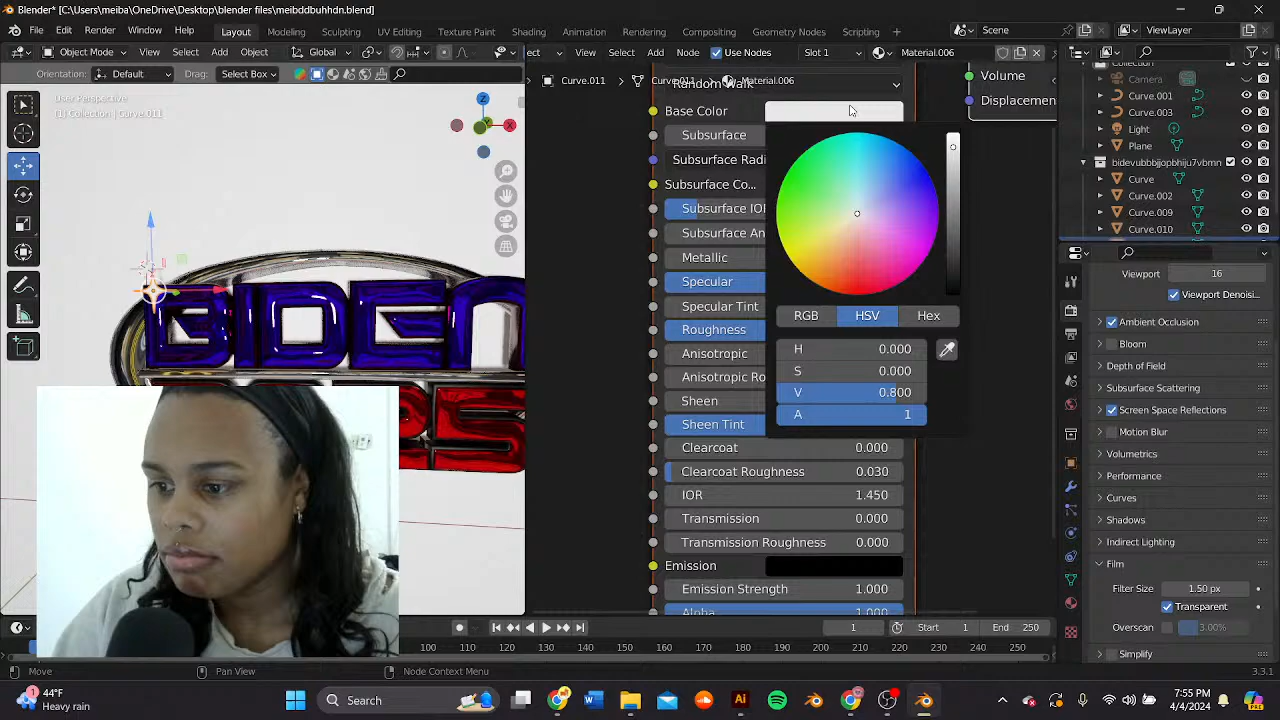 Blender* [C:\Users\meiba\OneDrive\Desktop\blender files\meibddbuhhdn.blend]
File Edit Render Window Help Layout Modeling Sculpting UV Editing Texture Paint Shading Animation Rendering Compositing Geometry Nodes Scripting + Scene ViewLayer
Object Mode View Select Add Object Global View Select Add Node Use Nodes Slot 1 Material.006
Orientation: Default Drag: Select Box Curve.011 Curve.011 Material.006
User Perspective
(1) Collection | Curve.011
Z
X
Y
BIDEN
Random Walk
Base Color
Subsurface
Subsurface Radi
Subsurface Co...
Subsurface IOR
Subsurface An
Metallic
Specular
Specular Tint
Roughness
Anisotropic
Anisotropic Ro
Sheen
Sheen Tint
Clearcoat 0.000
Clearcoat Roughness 0.030
IOR 1.450
Transmission 0.000
Transmission Roughness 0.000
Emission
Emission Strength 1.000
Alpha 1.000
RGB HSV Hex
H 0.000
S 0.000
V 0.800
A 1
Volume
Displacemen
Camera
Curve.001
Curve.003
Light
Plane
bidevubbbjjopbhiju7vbmn
Curve
Curve.002
Curve.009
Curve.010
Viewport 16
Viewport Denoisi..
Ambient Occlusion
Bloom
Depth of Field
Subsurface Scattering
Screen Space Reflections
Motion Blur
Volumetrics
Performance
Curves
Shadows
Indirect Lighting
Film
Filter Size 1.50 px
Transparent
Overscan 3.00%
Simplify
1 Start 1 End 250
100 110 120 130 140 150 160 170 180 190 200 210 220 230 240 250
Move Pan View Node Context Menu 3.3.1
1 44°F
Heavy rain
Search
7:55 PM
4/4/2024